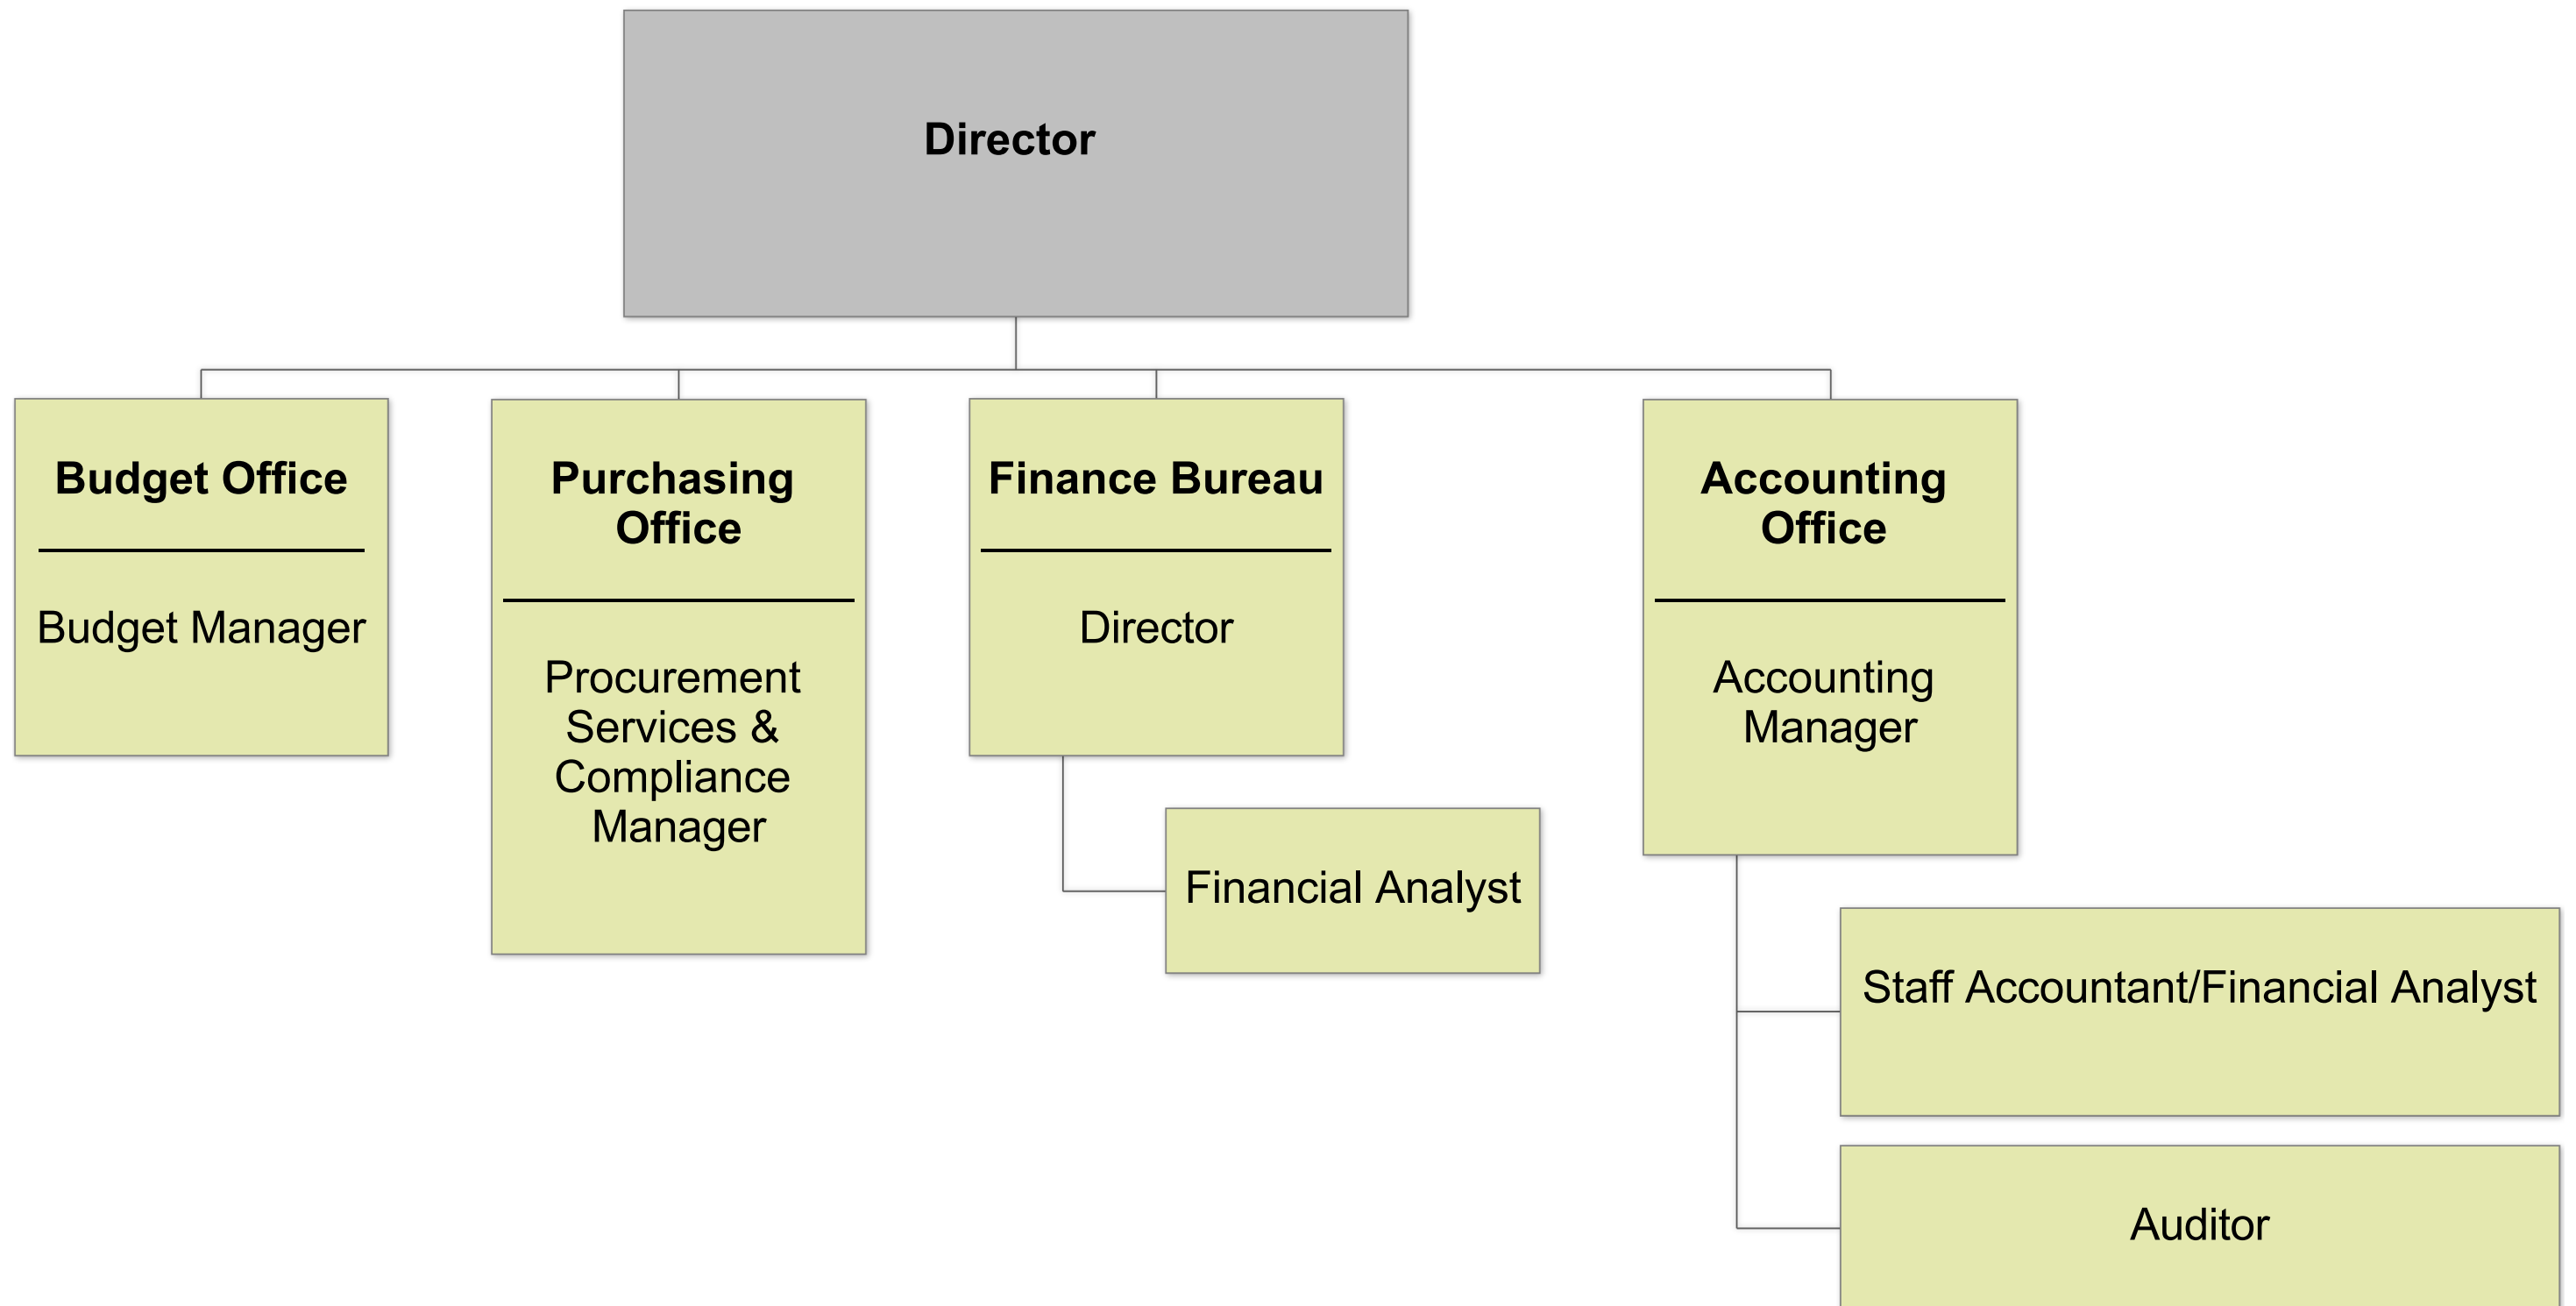 Director
Budget Office
Budget Manager
Purchasing
Office
Procurement
Services &
Compliance
Manager
Finance Bureau
Director
Financial Analyst
Accounting
Office
Accounting
Manager
Staff Accountant/Financial Analyst
Auditor